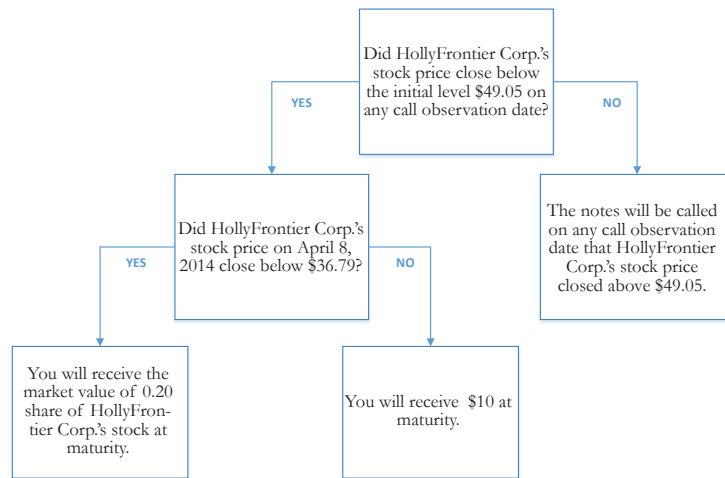 Did HollyFrontier Corp.'s
stock price close below
the initial level $49.05 on
any call observation date?
YES
NO
Did HollyFrontier Corp.'s
stock price on April 8,
2014 close below $36.79?
The notes will be called
on any call observation
date that HollyFrontier
Corp.'s stock price
closed above $49.05.
YES
NO
You will receive the
market value of 0.20
share of HollyFron-
tier Corp.'s stock at
maturity.
You will receive $10 at
maturity.